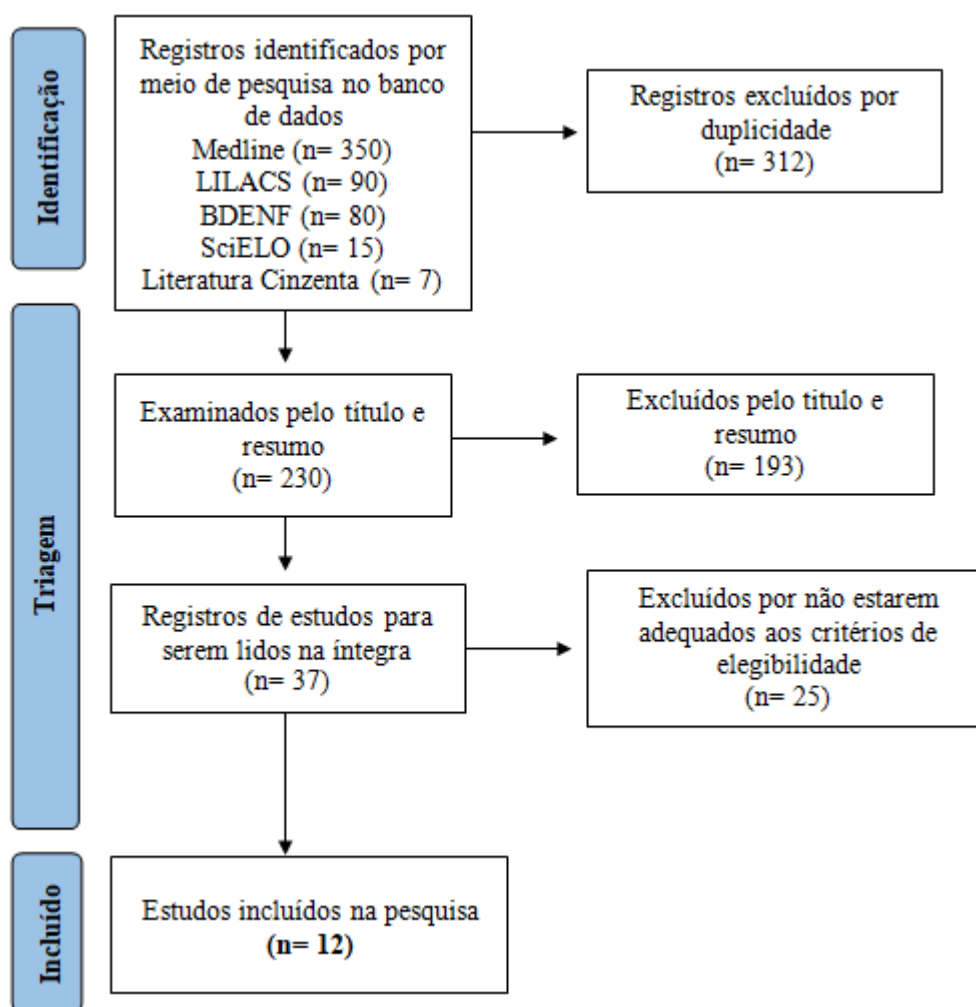 Identificação
Registros identificados por
meio de pesquisa no banco
de dados
Medline (n= 350)
LILACS (n= 90)
BDENF (n= 80)
SciELO (n= 15)
Literatura Cinzenta (n= 7)
Registros excluídos por
duplicidade
(n= 312)
Triagem
Examinados pelo título e
resumo
(n= 230)
Excluídos pelo titulo e
resumo
(n= 193)
Registros de estudos para
serem lidos na íntegra
(n= 37)
Excluídos por não estarem
adequados aos critérios de
elegibilidade
(n= 25)
Incluído
Estudos incluídos na pesquisa
(n= 12)